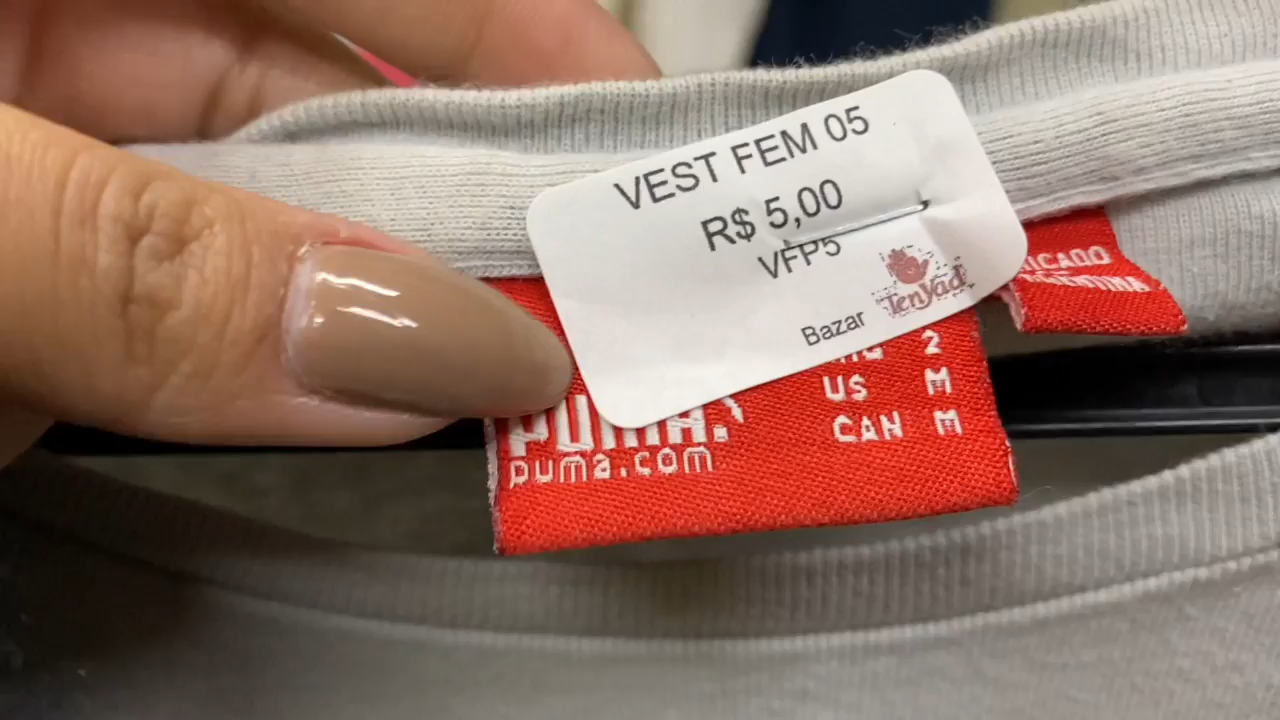 VEST FEM 05
R$ 5,00
VFP5
Bazar TenYad
2
US M
CAN M
PUMA.
puma.com